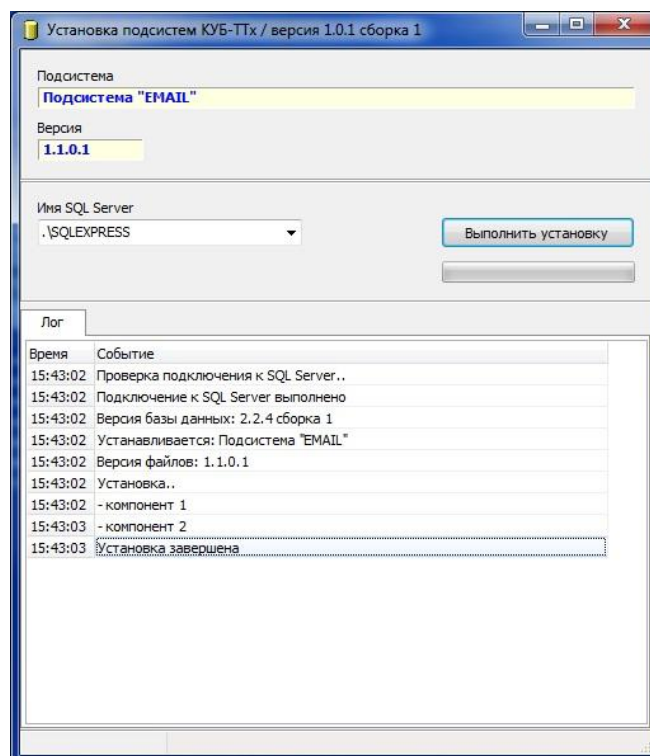 Установка подсистем КУБ-ТТх / версия 1.0.1 сборка 1
Подсистема
Подсистема "EMAIL"
Версия
1.1.0.1
Имя SQL Server
.\SQLEXPRESS
Выполнить установку
Лог
Время Событие
15:43:02 Проверка подключения к SQL Server..
15:43:02 Подключение к SQL Server выполнено
15:43:02 Версия базы данных: 2.2.4 сборка 1
15:43:02 Устанавливается: Подсистема "EMAIL"
15:43:02 Версия файлов: 1.1.0.1
15:43:02 Установка..
15:43:02 - компонент 1
15:43:03 - компонент 2
15:43:03 Установка завершена